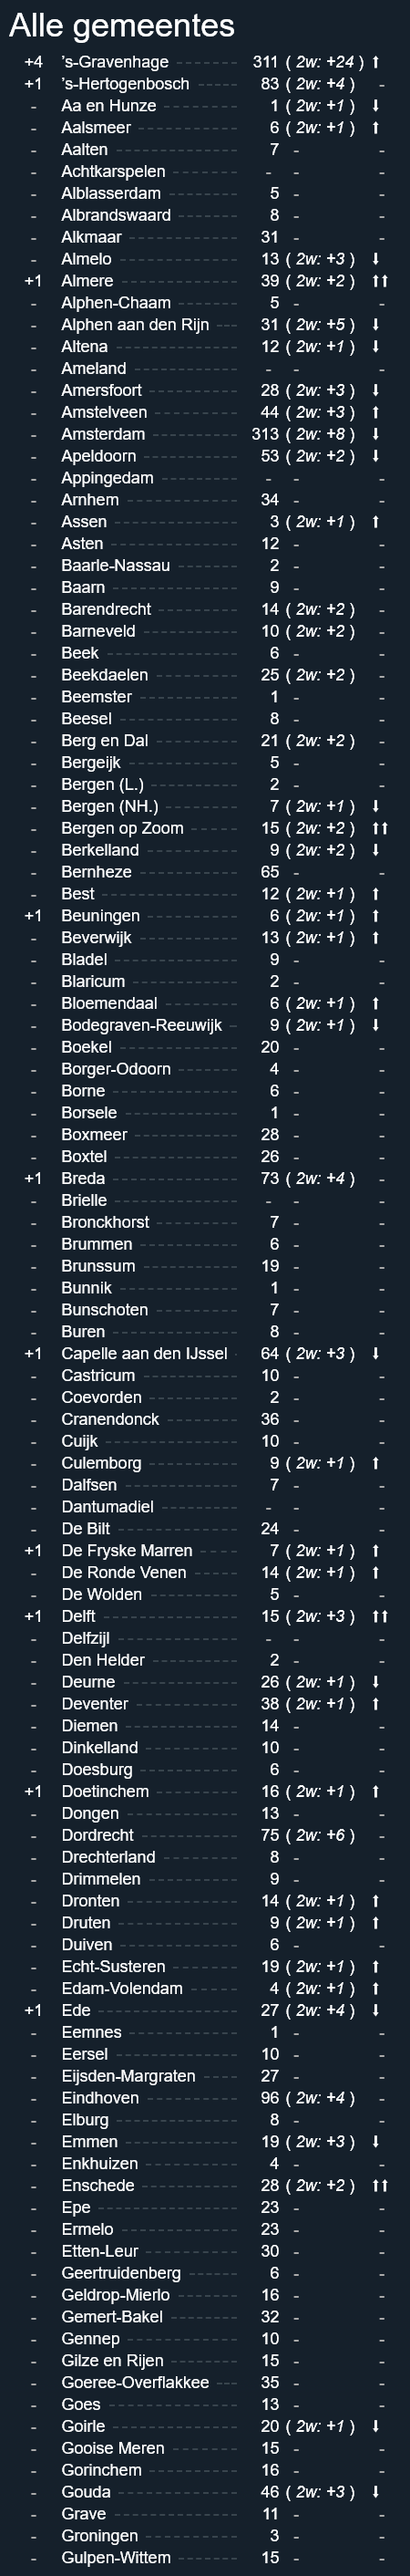 Alle gemeentes
+4 's-Gravenhage 311 ( 2w: +24 ) ⬆
+1 's-Hertogenbosch 83 ( 2w: +4 ) -
- Aa en Hunze 1 ( 2w: +1 ) ⬇
- Aalsmeer 6 ( 2w: +1 ) ⬆
- Aalten 7 - -
- Achtkarspelen - - -
- Alblasserdam 5 - -
- Albrandswaard 8 - -
- Alkmaar 31 - -
- Almelo 13 ( 2w: +3 ) ⬇
+1 Almere 39 ( 2w: +2 ) ⬆⬆
- Alphen-Chaam 5 - -
- Alphen aan den Rijn 31 ( 2w: +5 ) ⬇
- Altena 12 ( 2w: +1 ) ⬇
- Ameland - - -
- Amersfoort 28 ( 2w: +3 ) ⬇
- Amstelveen 44 ( 2w: +3 ) ⬆
- Amsterdam 313 ( 2w: +8 ) ⬇
- Apeldoorn 53 ( 2w: +2 ) ⬇
- Appingedam - - -
- Arnhem 34 - -
- Assen 3 ( 2w: +1 ) ⬆
- Asten 12 - -
- Baarle-Nassau 2 - -
- Baarn 9 - -
- Barendrecht 14 ( 2w: +2 ) -
- Barneveld 10 ( 2w: +2 ) -
- Beek 6 - -
- Beekdaelen 25 ( 2w: +2 ) -
- Beemster 1 - -
- Beesel 8 - -
- Berg en Dal 21 ( 2w: +2 ) -
- Bergeijk 5 - -
- Bergen (L.) 2 - -
- Bergen (NH.) 7 ( 2w: +1 ) ⬇
- Bergen op Zoom 15 ( 2w: +2 ) ⬆⬆
- Berkelland 9 ( 2w: +2 ) ⬇
- Bernheze 65 - -
- Best 12 ( 2w: +1 ) ⬆
+1 Beuningen 6 ( 2w: +1 ) ⬆
- Beverwijk 13 ( 2w: +1 ) ⬆
- Bladel 9 - -
- Blaricum 2 - -
- Bloemendaal 6 ( 2w: +1 ) ⬆
- Bodegraven-Reeuwijk 9 ( 2w: +1 ) ⬇
- Boekel 20 - -
- Borger-Odoorn 4 - -
- Borne 6 - -
- Borsele 1 - -
- Boxmeer 28 - -
- Boxtel 26 - -
+1 Breda 73 ( 2w: +4 ) -
- Brielle - - -
- Bronckhorst 7 - -
- Brummen 6 - -
- Brunssum 19 - -
- Bunnik 1 - -
- Bunschoten 7 - -
- Buren 8 - -
+1 Capelle aan den IJssel 64 ( 2w: +3 ) ⬇
- Castricum 10 - -
- Coevorden 2 - -
- Cranendonck 36 - -
- Cuijk 10 - -
- Culemborg 9 ( 2w: +1 ) ⬆
- Dalfsen 7 - -
- Dantumadiel - - -
- De Bilt 24 - -
+1 De Fryske Marren 7 ( 2w: +1 ) ⬆
- De Ronde Venen 14 ( 2w: +1 ) ⬆
- De Wolden 5 - -
+1 Delft 15 ( 2w: +3 ) ⬆⬆
- Delfzijl - - -
- Den Helder 2 - -
- Deurne 26 ( 2w: +1 ) ⬇
- Deventer 38 ( 2w: +1 ) ⬆
- Diemen 14 - -
- Dinkelland 10 - -
- Doesburg 6 - -
+1 Doetinchem 16 ( 2w: +1 ) ⬆
- Dongen 13 - -
- Dordrecht 75 ( 2w: +6 ) -
- Drechterland 8 - -
- Drimmelen 9 - -
- Dronten 14 ( 2w: +1 ) ⬆
- Druten 9 ( 2w: +1 ) ⬆
- Duiven 6 - -
- Echt-Susteren 19 ( 2w: +1 ) ⬆
- Edam-Volendam 4 ( 2w: +1 ) ⬆
+1 Ede 27 ( 2w: +4 ) ⬇
- Eemnes 1 - -
- Eersel 10 - -
- Eijsden-Margraten 27 - -
- Eindhoven 96 ( 2w: +4 ) -
- Elburg 8 - -
- Emmen 19 ( 2w: +3 ) ⬇
- Enkhuizen 4 - -
- Enschede 28 ( 2w: +2 ) ⬆⬆
- Epe 23 - -
- Ermelo 23 - -
- Etten-Leur 30 - -
- Geertruidenberg 6 - -
- Geldrop-Mierlo 16 - -
- Gemert-Bakel 32 - -
- Gennep 10 - -
- Gilze en Rijen 15 - -
- Goeree-Overflakkee 35 - -
- Goes 13 - -
- Goirle 20 ( 2w: +1 ) ⬇
- Gooise Meren 15 - -
- Gorinchem 16 - -
- Gouda 46 ( 2w: +3 ) ⬇
- Grave 11 - -
- Groningen 3 - -
- Gulpen-Wittem 15 - -